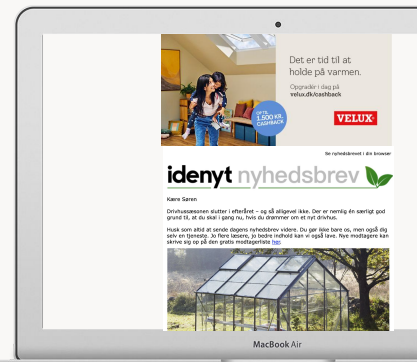 Det er tid til at
holde på varmen.
Opgradér i dag på
velux.dk/cashback
OP TIL
1.500 KR.
CASHBACK
VELUX
Se nyhedsbrevet i din browser
idenyt nyhedsbrev
Kære Søren
Drivhussæsonen slutter i efteråret – og så alligevel ikke. Der er nemlig én særligt god
grund til, at du skal i gang nu, hvis du drømmer om et nyt drivhus.
Husk som altid at sende dagens nyhedsbrev videre. Du gør ikke bare os, men også dig
selv en tjeneste. Jo flere læsere, jo bedre indhold kan vi også lave. Nye modtagere kan
skrive sig op på den gratis modtagerliste her.
MacBook Air